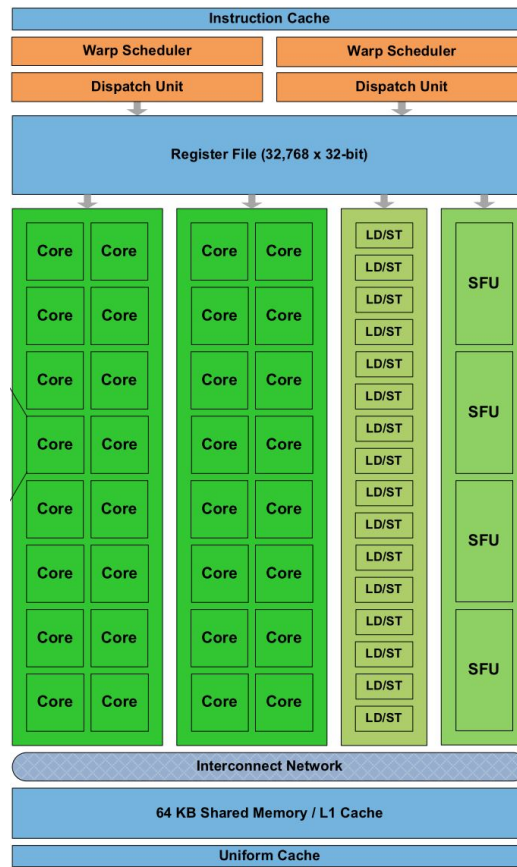 Instruction Cache
Warp Scheduler Warp Scheduler
Dispatch Unit Dispatch Unit
Register File (32,768 x 32-bit)
LD/ST
Core Core Core Core
LD/ST
SFU
LD/ST
Core Core Core Core
LD/ST
LD/ST
Core Core Core Core
LD/ST
SFU
LD/ST
Core Core Core Core
LD/ST
LD/ST
Core Core Core Core
LD/ST
SFU
LD/ST
Core Core Core Core
LD/ST
LD/ST
Core Core Core Core
LD/ST
SFU
LD/ST
Core Core Core Core
LD/ST
Interconnect Network
64 KB Shared Memory / L1 Cache
Uniform Cache